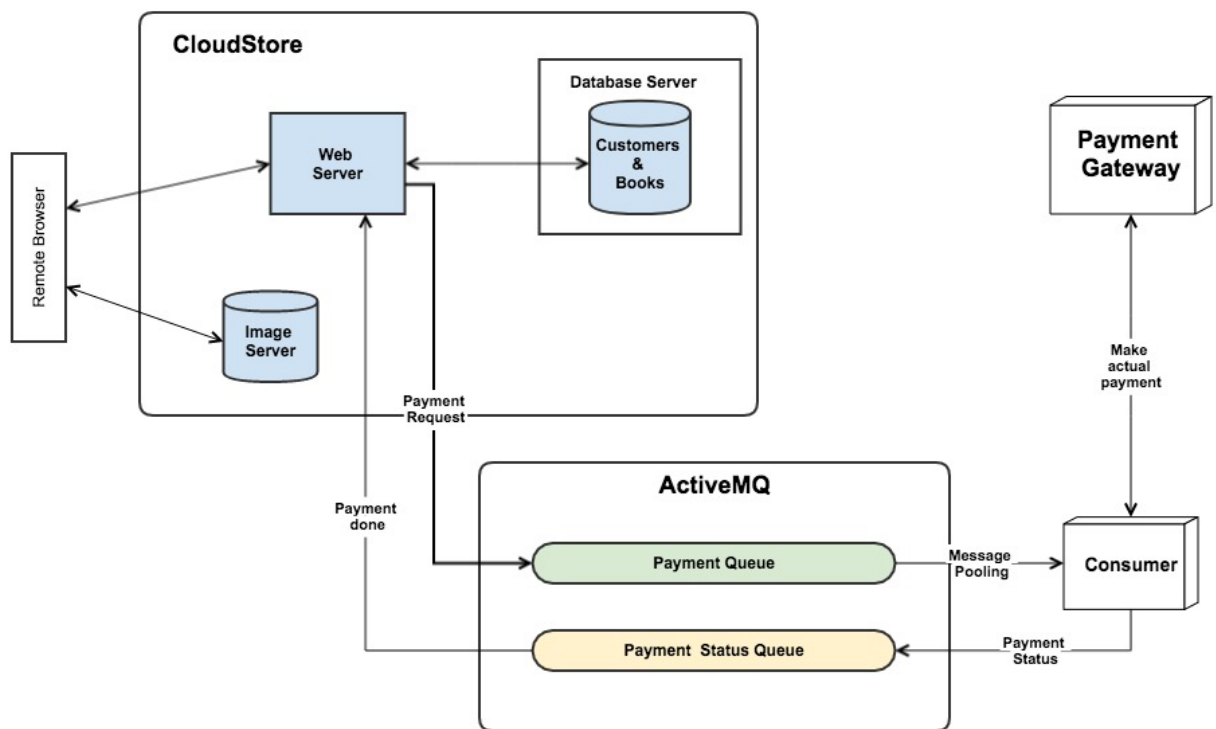 CloudStore
Database Server
Customers
&
Books
Web
Server
Payment
Gateway
Remote Browser
Image
Server
Make
actual
payment
Payment
Request
ActiveMQ
Payment
done
Payment Queue
Message
Pooling
Consumer
Payment Status Queue
Payment
Status